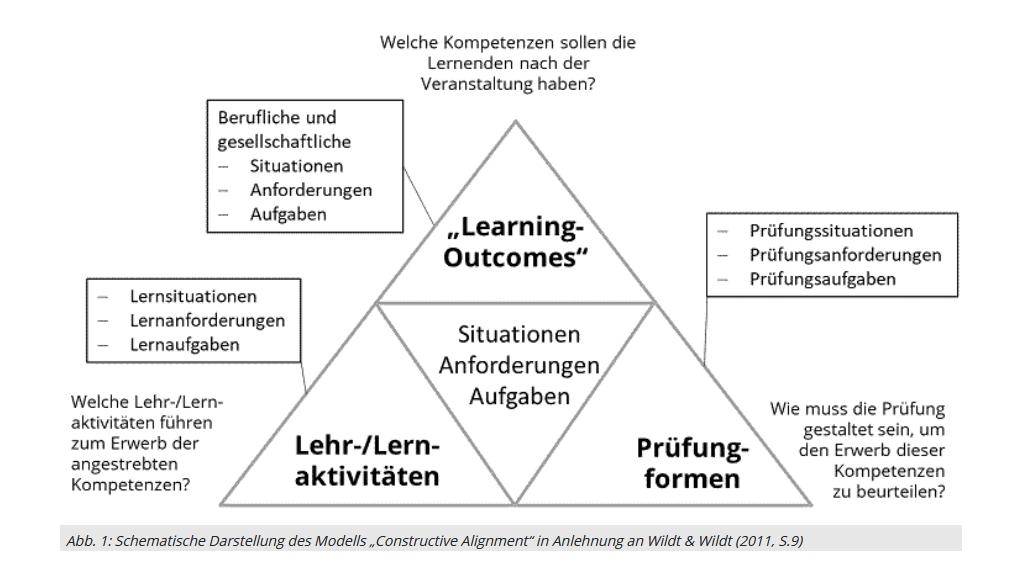 Welche Kompetenzen sollen die
Lernenden nach der
Veranstaltung haben?
Berufliche und
gesellschaftliche
– Situationen
– Anforderungen
– Aufgaben
„Learning-
Outcomes“
– Prüfungssituationen
– Prüfungsanforderungen
– Prüfungsaufgaben
– Lernsituationen
– Lernanforderungen
– Lernaufgaben
Situationen
Anforderungen
Aufgaben
Welche Lehr-/Lern-
aktivitäten führen
zum Erwerb der
angestrebten
Kompetenzen?
Lehr-/Lern-
aktivitäten
Prüfung-
formen
Wie muss die Prüfung
gestaltet sein, um
den Erwerb dieser
Kompetenzen
zu beurteilen?
Abb. 1: Schematische Darstellung des Modells „Constructive Alignment“ in Anlehnung an Wildt & Wildt (2011, S.9)